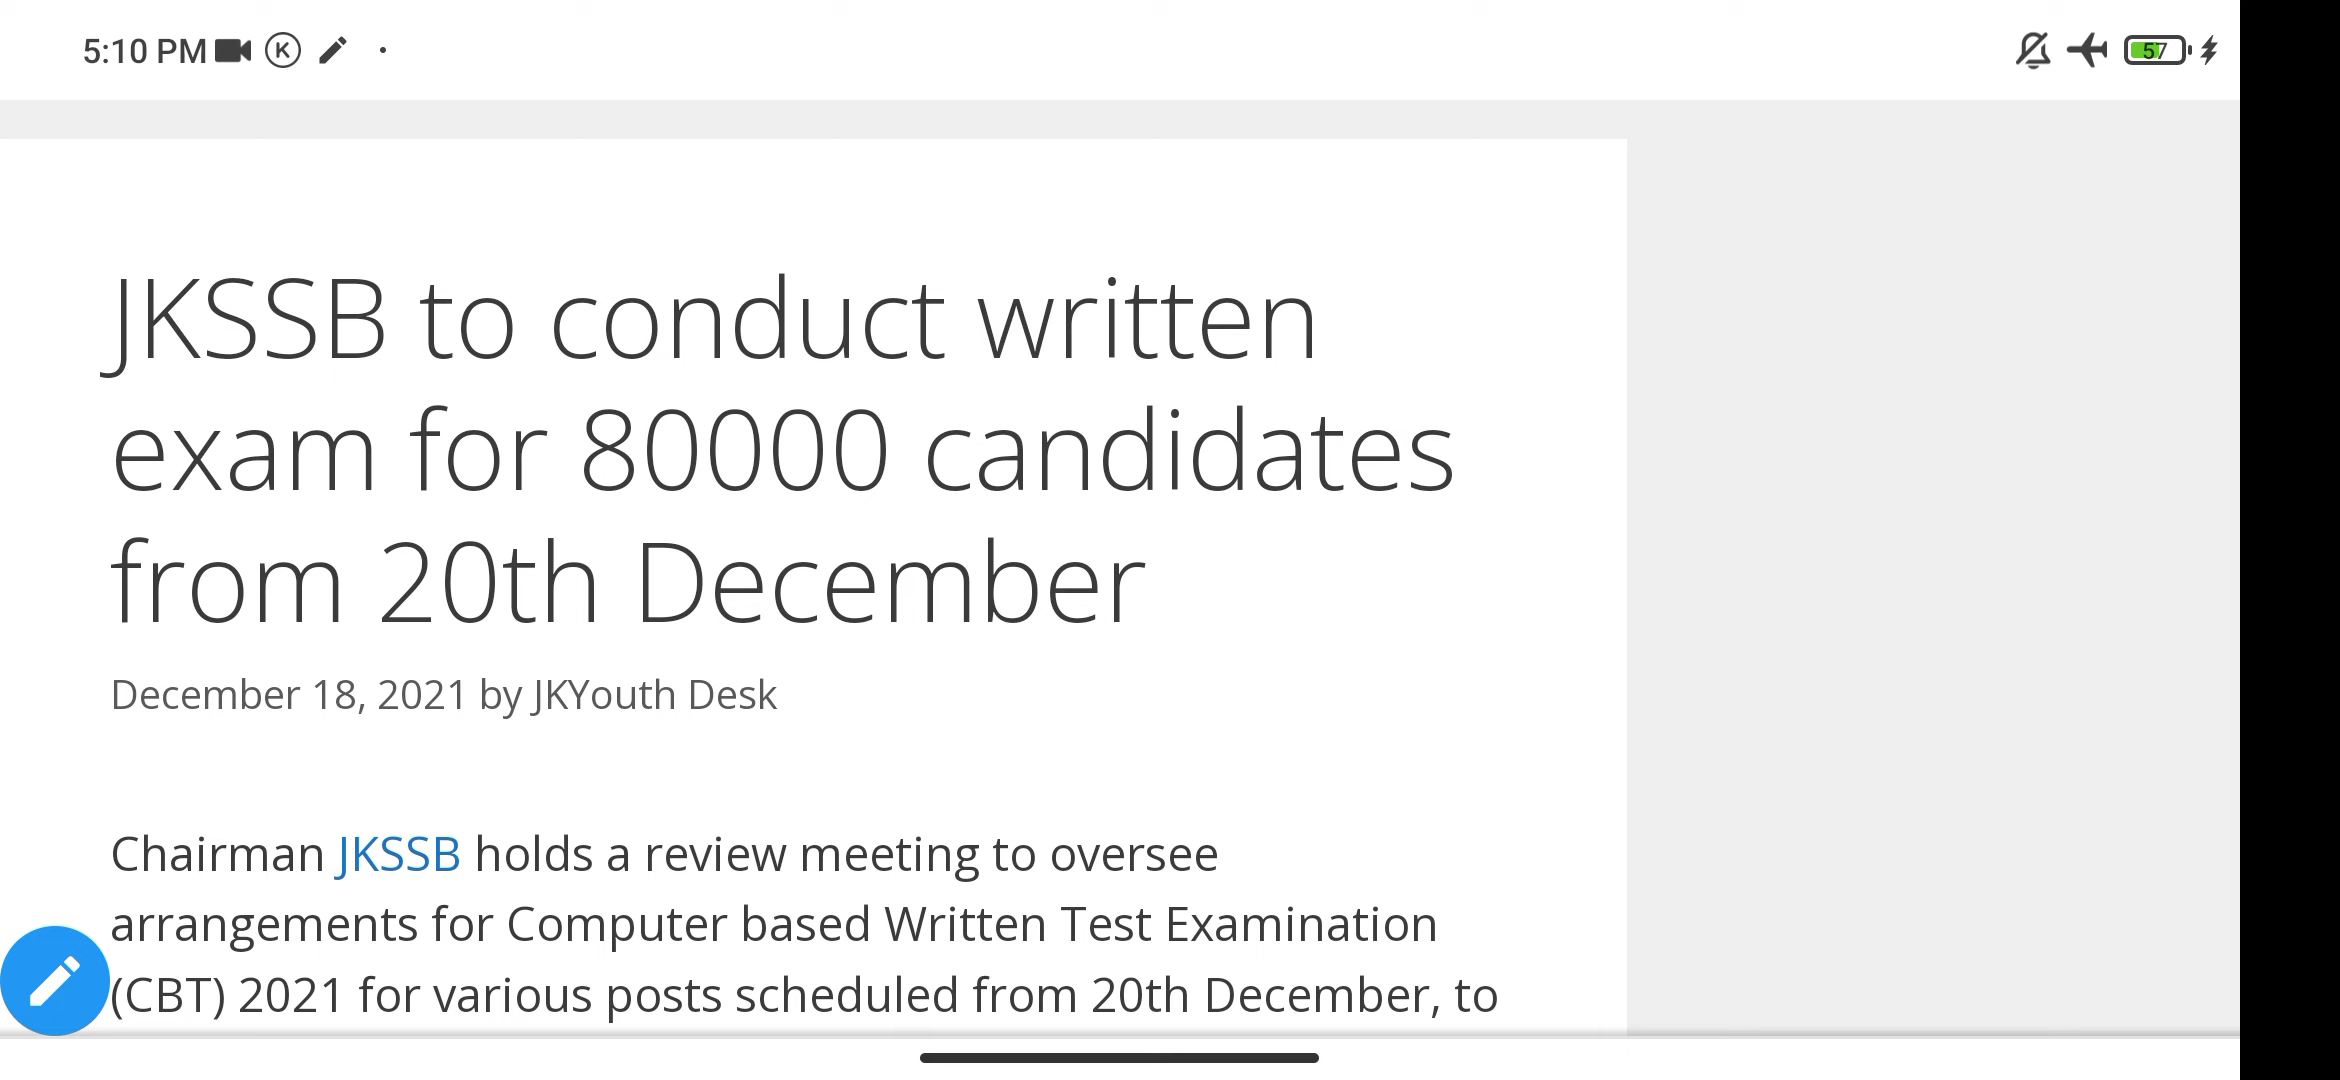 5:10 PM K 57
JKSSB to conduct written
exam for 80000 candidates
from 20th December
December 18, 2021 by JKYouth Desk
Chairman JKSSB holds a review meeting to oversee
arrangements for Computer based Written Test Examination
(CBT) 2021 for various posts scheduled from 20th December, to